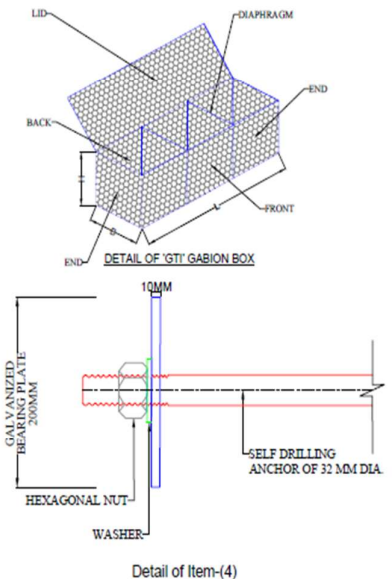 LID
DIAPHRAGM
END
BACK
H
D
L
FRONT
END
DETAIL OF 'GTI' GABION BOX
10MM
GALVANIZED
BEARING PLATE
200MM
SELF DRILLING
ANCHOR OF 32 MM DIA.
HEXAGONAL NUT
WASHER
Detail of Item-(4)